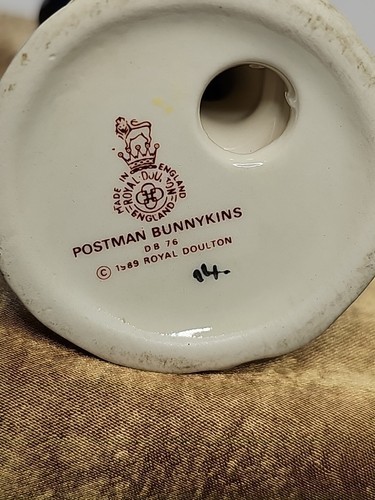 MADE IN ENGLAND
ROYAL DOULTON
ENGLAND
POSTMAN BUNNYKINS
DB 76
© 1989 ROYAL DOULTON
14.